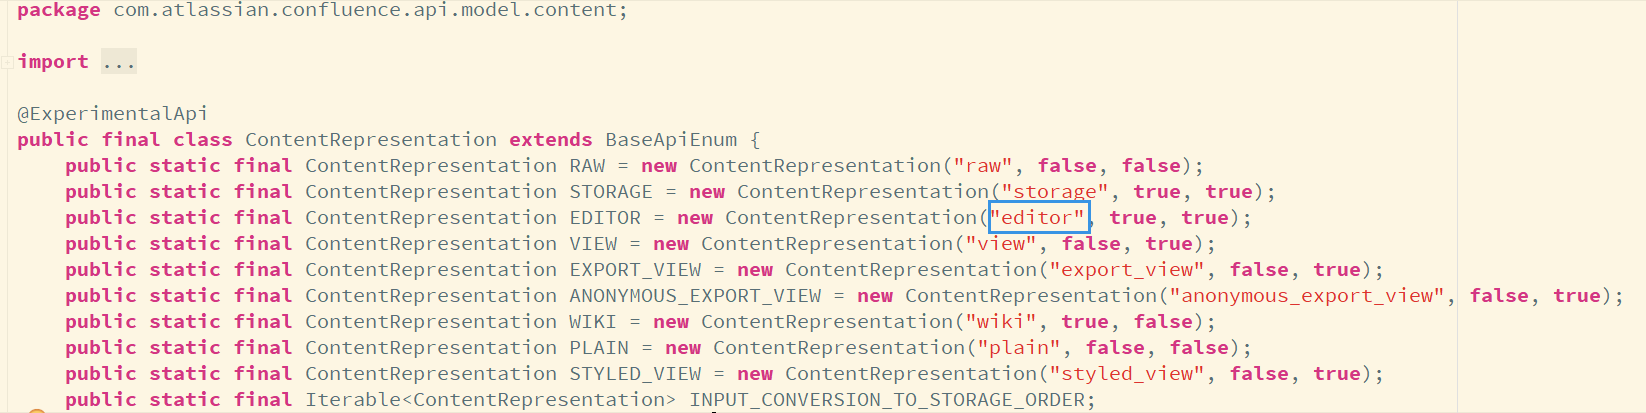 package com.atlassian.confluence.api.model.content;
import ...
@ExperimentalApi
public final class ContentRepresentation extends BaseApiEnum {
public static final ContentRepresentation RAW = new ContentRepresentation("raw", false, false);
public static final ContentRepresentation STORAGE = new ContentRepresentation("storage", true, true);
public static final ContentRepresentation EDITOR = new ContentRepresentation("editor", true, true);
public static final ContentRepresentation VIEW = new ContentRepresentation("view", false, true);
public static final ContentRepresentation EXPORT_VIEW = new ContentRepresentation("export_view", false, true);
public static final ContentRepresentation ANONYMOUS_EXPORT_VIEW = new ContentRepresentation("anonymous_export_view", false, true);
public static final ContentRepresentation WIKI = new ContentRepresentation("wiki", true, false);
public static final ContentRepresentation PLAIN = new ContentRepresentation("plain", false, false);
public static final ContentRepresentation STYLED_VIEW = new ContentRepresentation("styled_view", false, true);
public static final Iterable<ContentRepresentation> INPUT_CONVERSION_TO_STORAGE_ORDER;